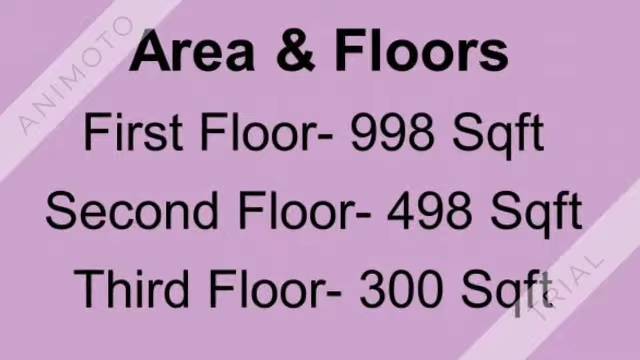 ANIMOTO
Area & Floors
First Floor- 998 Sqft
Second Floor- 498 Sqft
Third Floor- 300 Sqft
TRIAL